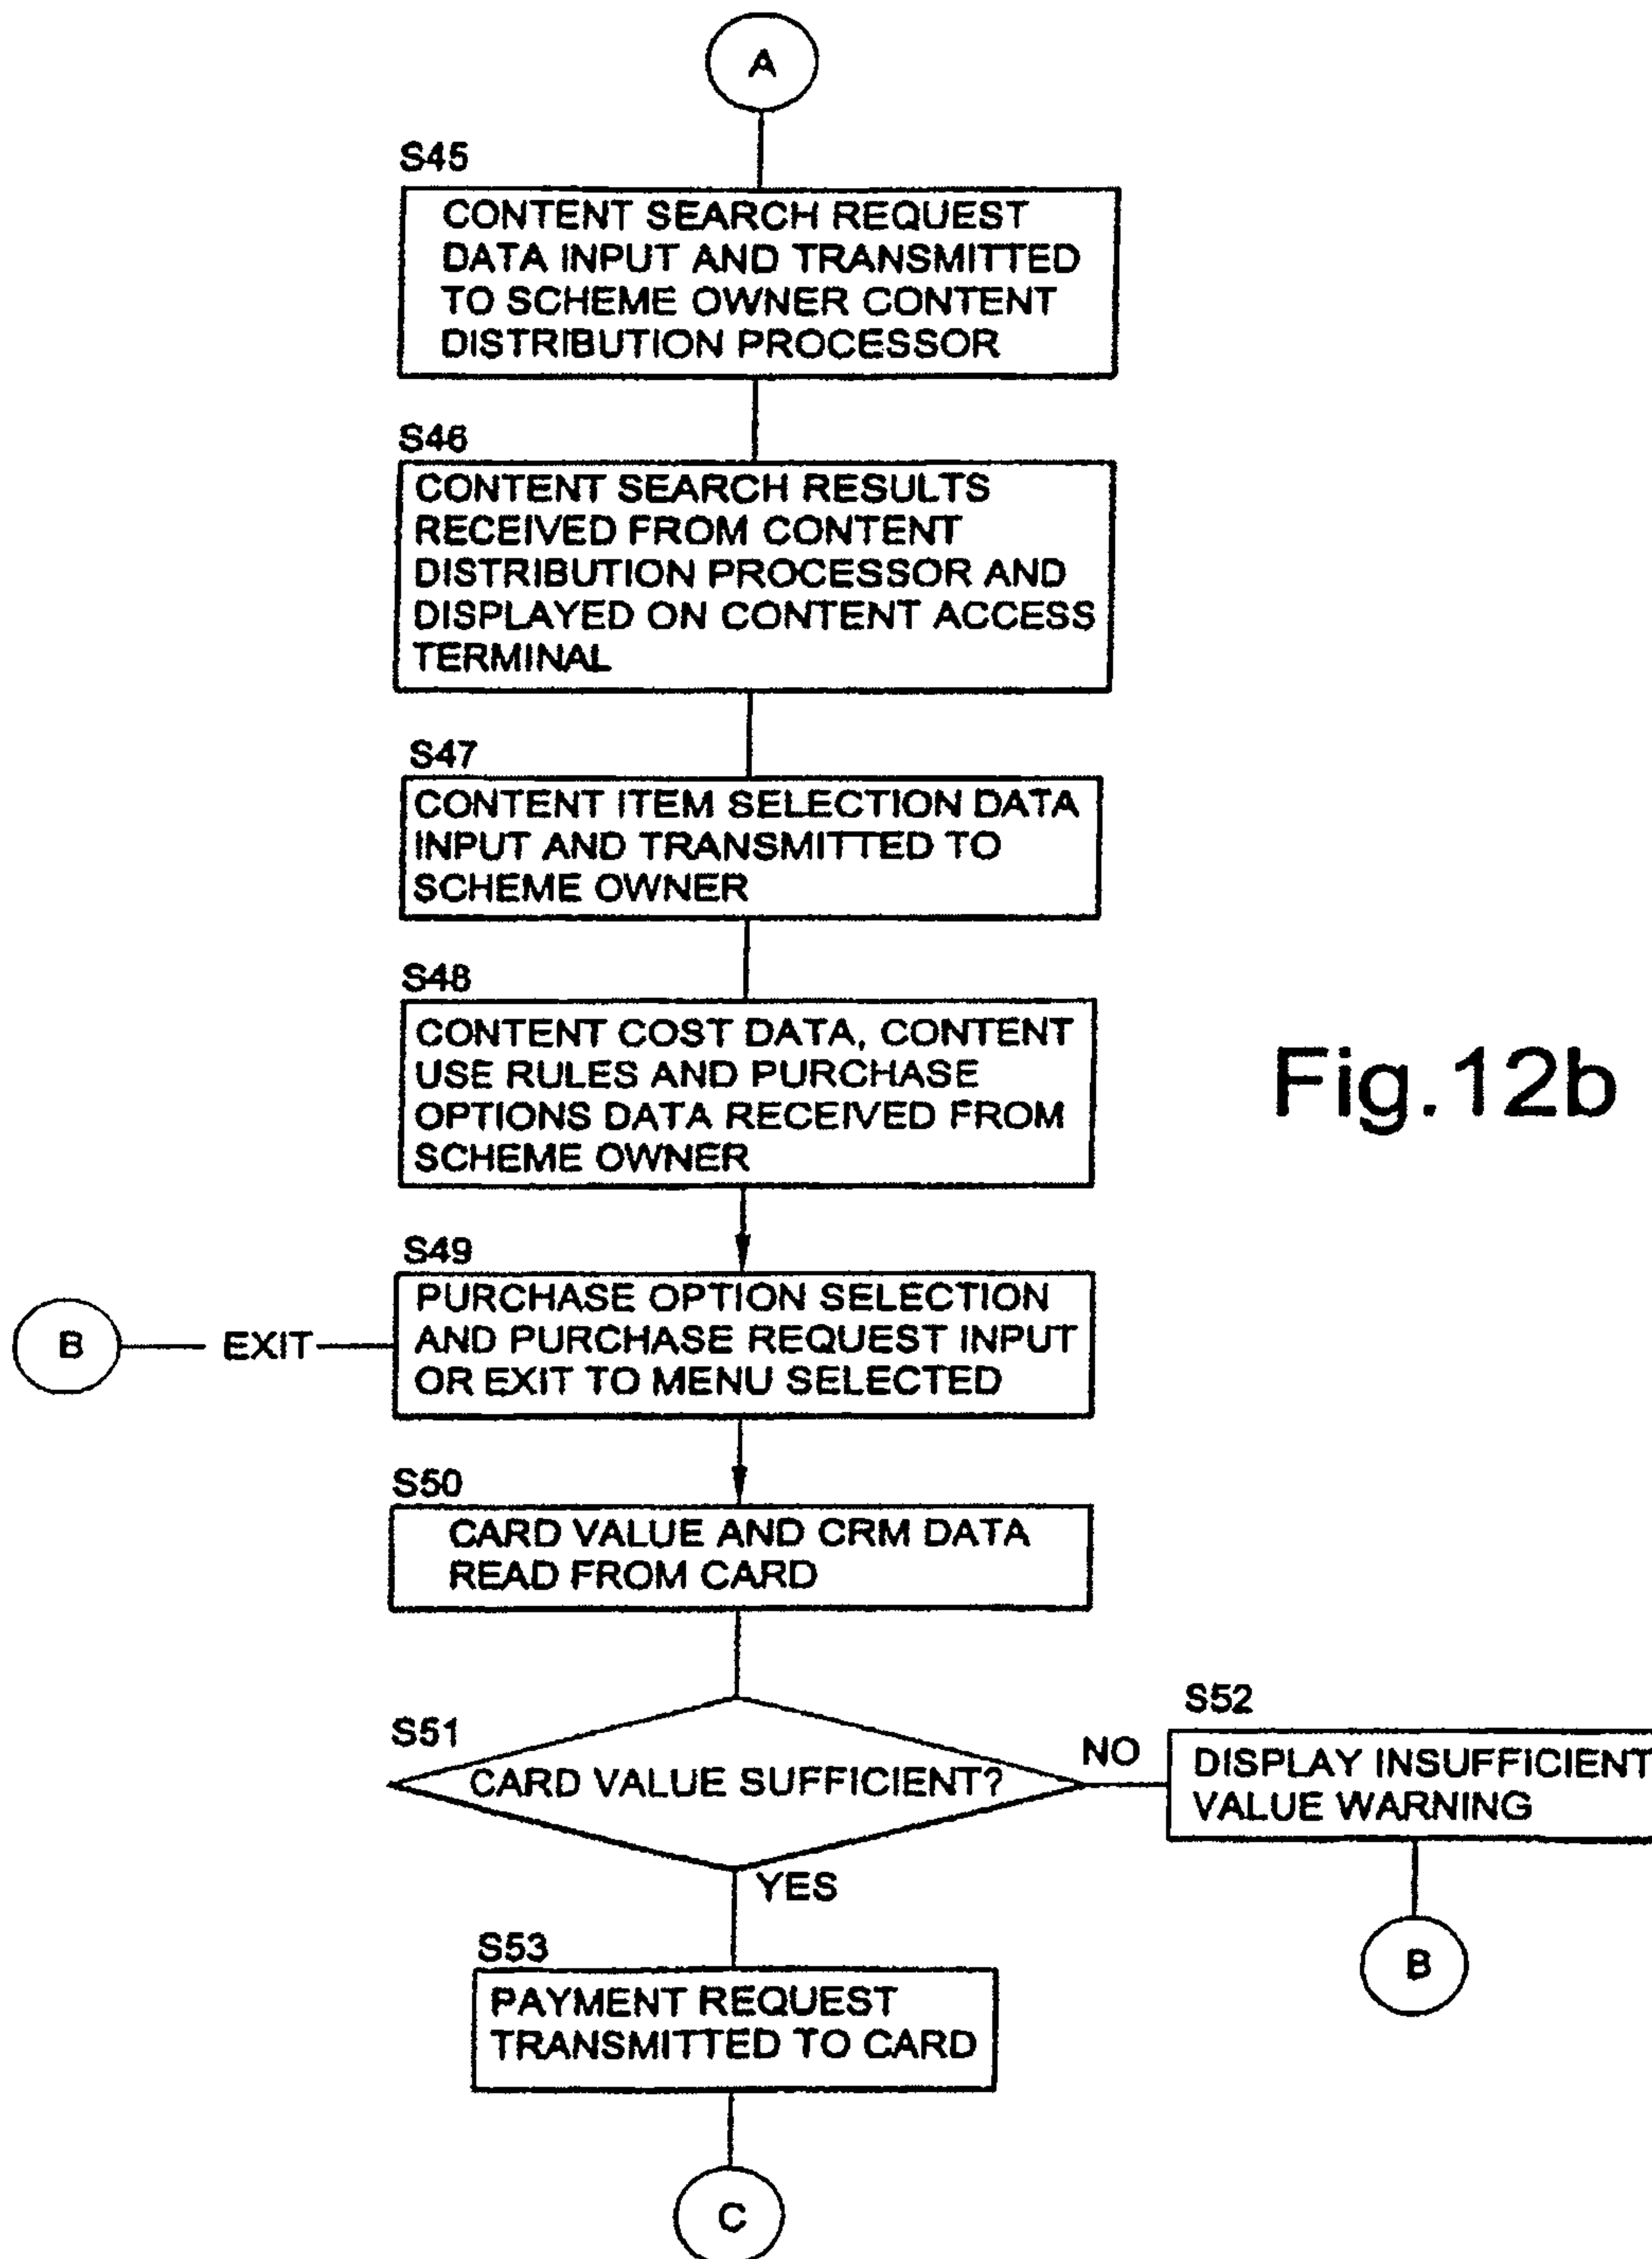 A
S45
CONTENT SEARCH REQUEST
DATA INPUT AND TRANSMITTED
TO SCHEME OWNER CONTENT
DISTRIBUTION PROCESSOR
S46
CONTENT SEARCH RESULTS
RECEIVED FROM CONTENT
DISTRIBUTION PROCESSOR AND
DISPLAYED ON CONTENT ACCESS
TERMINAL
S47
CONTENT ITEM SELECTION DATA
INPUT AND TRANSMITTED TO
SCHEME OWNER
S48
CONTENT COST DATA, CONTENT
USE RULES AND PURCHASE
OPTIONS DATA RECEIVED FROM
SCHEME OWNER
Fig.12b
S49
PURCHASE OPTION SELECTION
AND PURCHASE REQUEST INPUT
OR EXIT TO MENU SELECTED
B
EXIT
S50
CARD VALUE AND CRM DATA
READ FROM CARD
S51
CARD VALUE SUFFICIENT?
NO
S52
DISPLAY INSUFFICIENT
VALUE WARNING
B
YES
S53
PAYMENT REQUEST
TRANSMITTED TO CARD
C